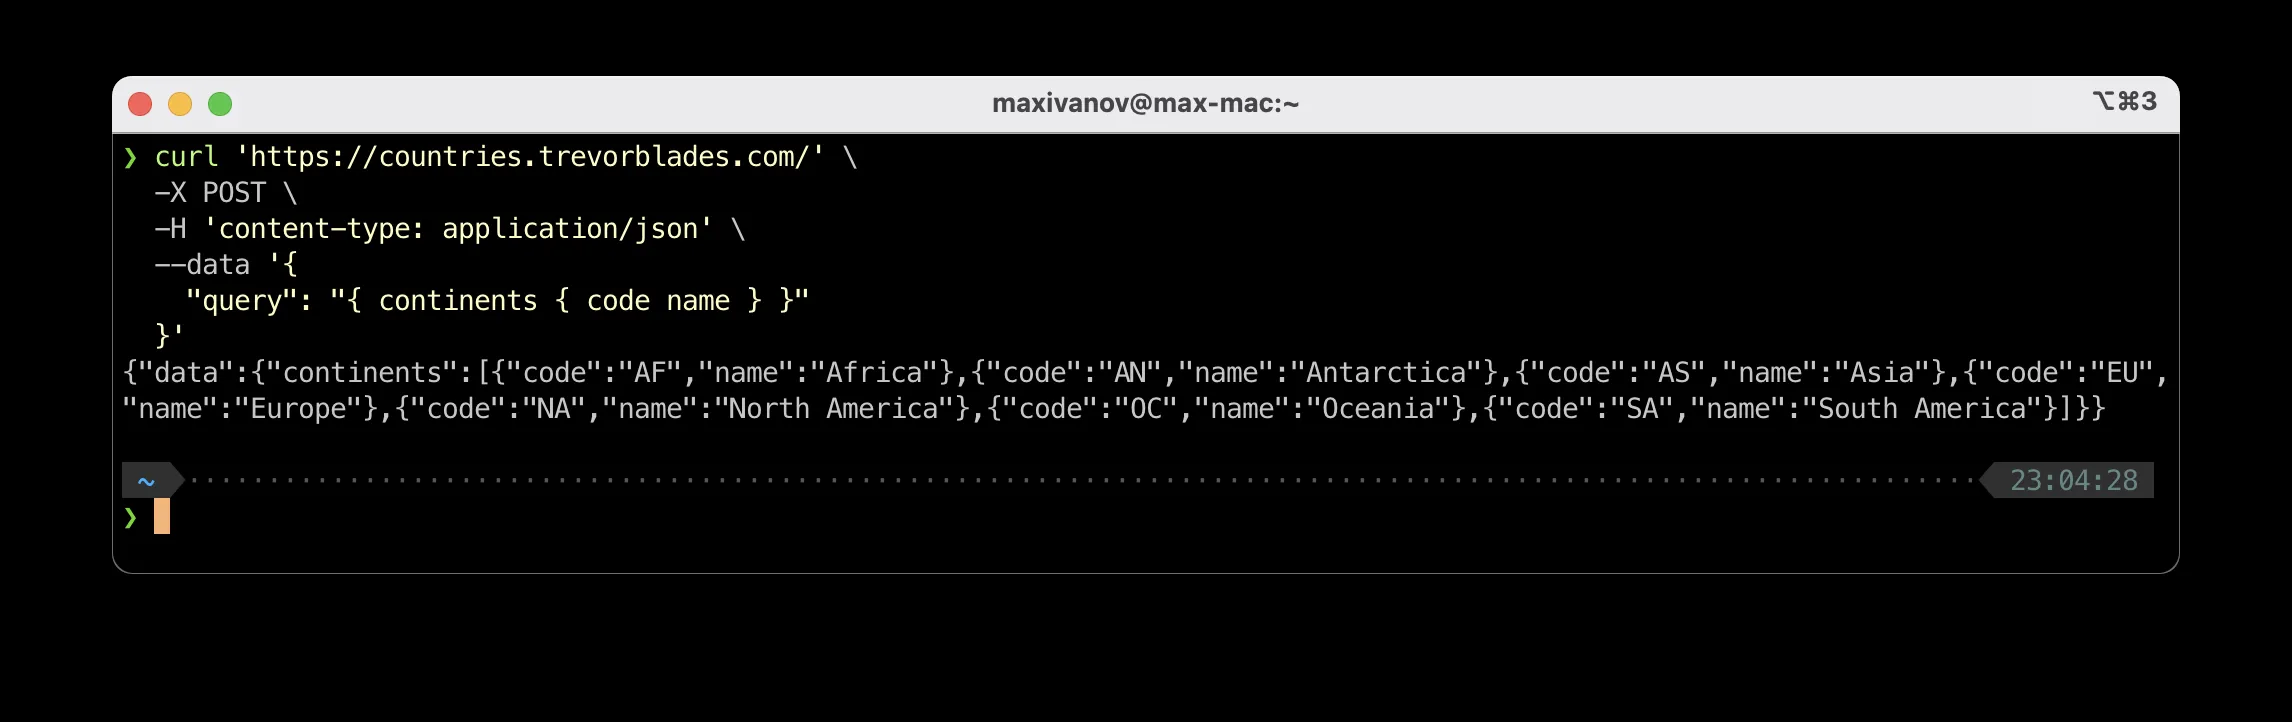 maxivanov@max-mac:~ ⌥⌘3
❯ curl 'https://countries.trevorblades.com/' \
  -X POST \
  -H 'content-type: application/json' \
  --data '{
    "query": "{ continents { code name } }"
  }'
{"data":{"continents":[{"code":"AF","name":"Africa"},{"code":"AN","name":"Antarctica"},{"code":"AS","name":"Asia"},{"code":"EU",
"name":"Europe"},{"code":"NA","name":"North America"},{"code":"OC","name":"Oceania"},{"code":"SA","name":"South America"}]}}
~ 23:04:28
❯